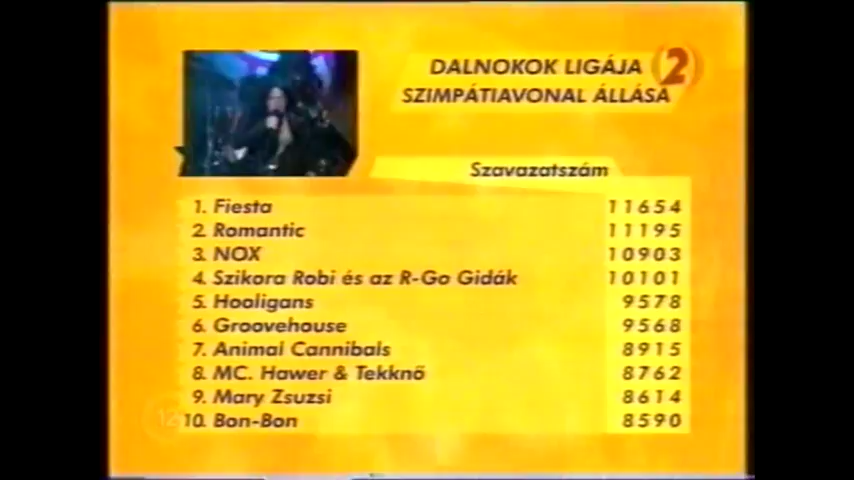 DALNOKOK LIGÁJA 2
SZIMPÁTIAVONAL ÁLLÁSA
Szavazatszám
1. Fiesta 11654
2. Romantic 11195
3. NOX 10903
4. Szikora Robi és az R-Go Gidák 10101
5. Hooligans 9578
6. Groovehouse 9568
7. Animal Cannibals 8915
8. MC. Hawer & Tekknő 8762
9. Mary Zsuzsi 8614
10. Bon-Bon 8590
12